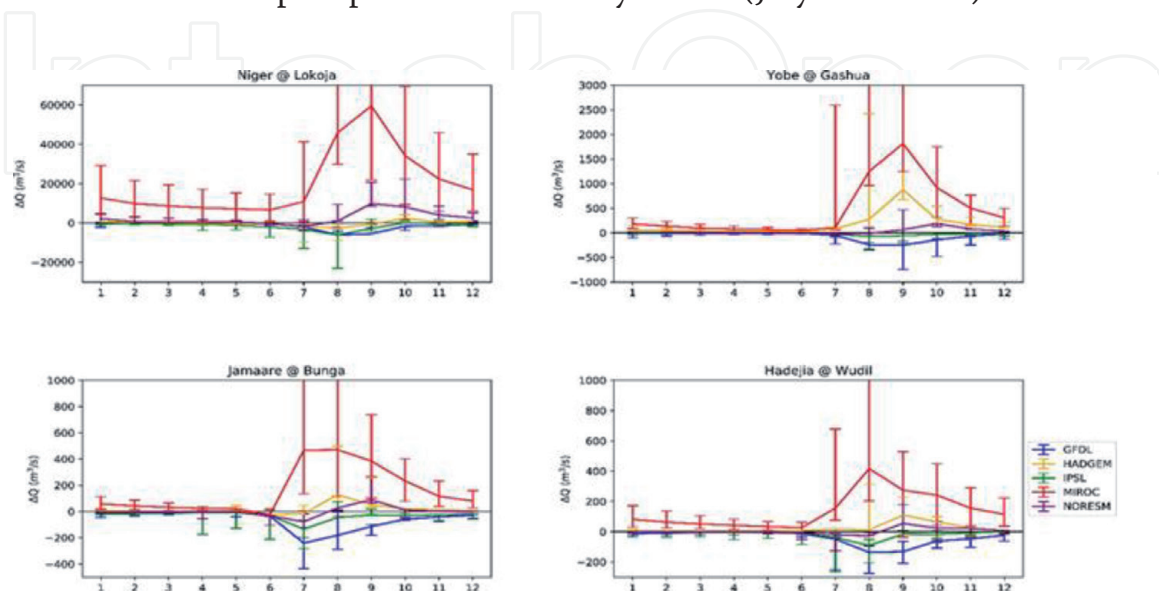 Niger @ Lokoja
ΔQ (m³/s)
60000
40000
20000
0
−20000
1 2 3 4 5 6 7 8 9 10 11 12
Yobe @ Gashua
ΔQ (m³/s)
3000
2500
2000
1500
1000
500
0
−500
−1000
1 2 3 4 5 6 7 8 9 10 11 12
Jamaare @ Bunga
ΔQ (m³/s)
1000
800
600
400
200
0
−200
−400
1 2 3 4 5 6 7 8 9 10 11 12
Hadejia @ Wudil
ΔQ (m³/s)
1000
800
600
400
200
0
−200
1 2 3 4 5 6 7 8 9 10 11 12
GFDL
HADGEM
IPSL
MIROC
NORESM